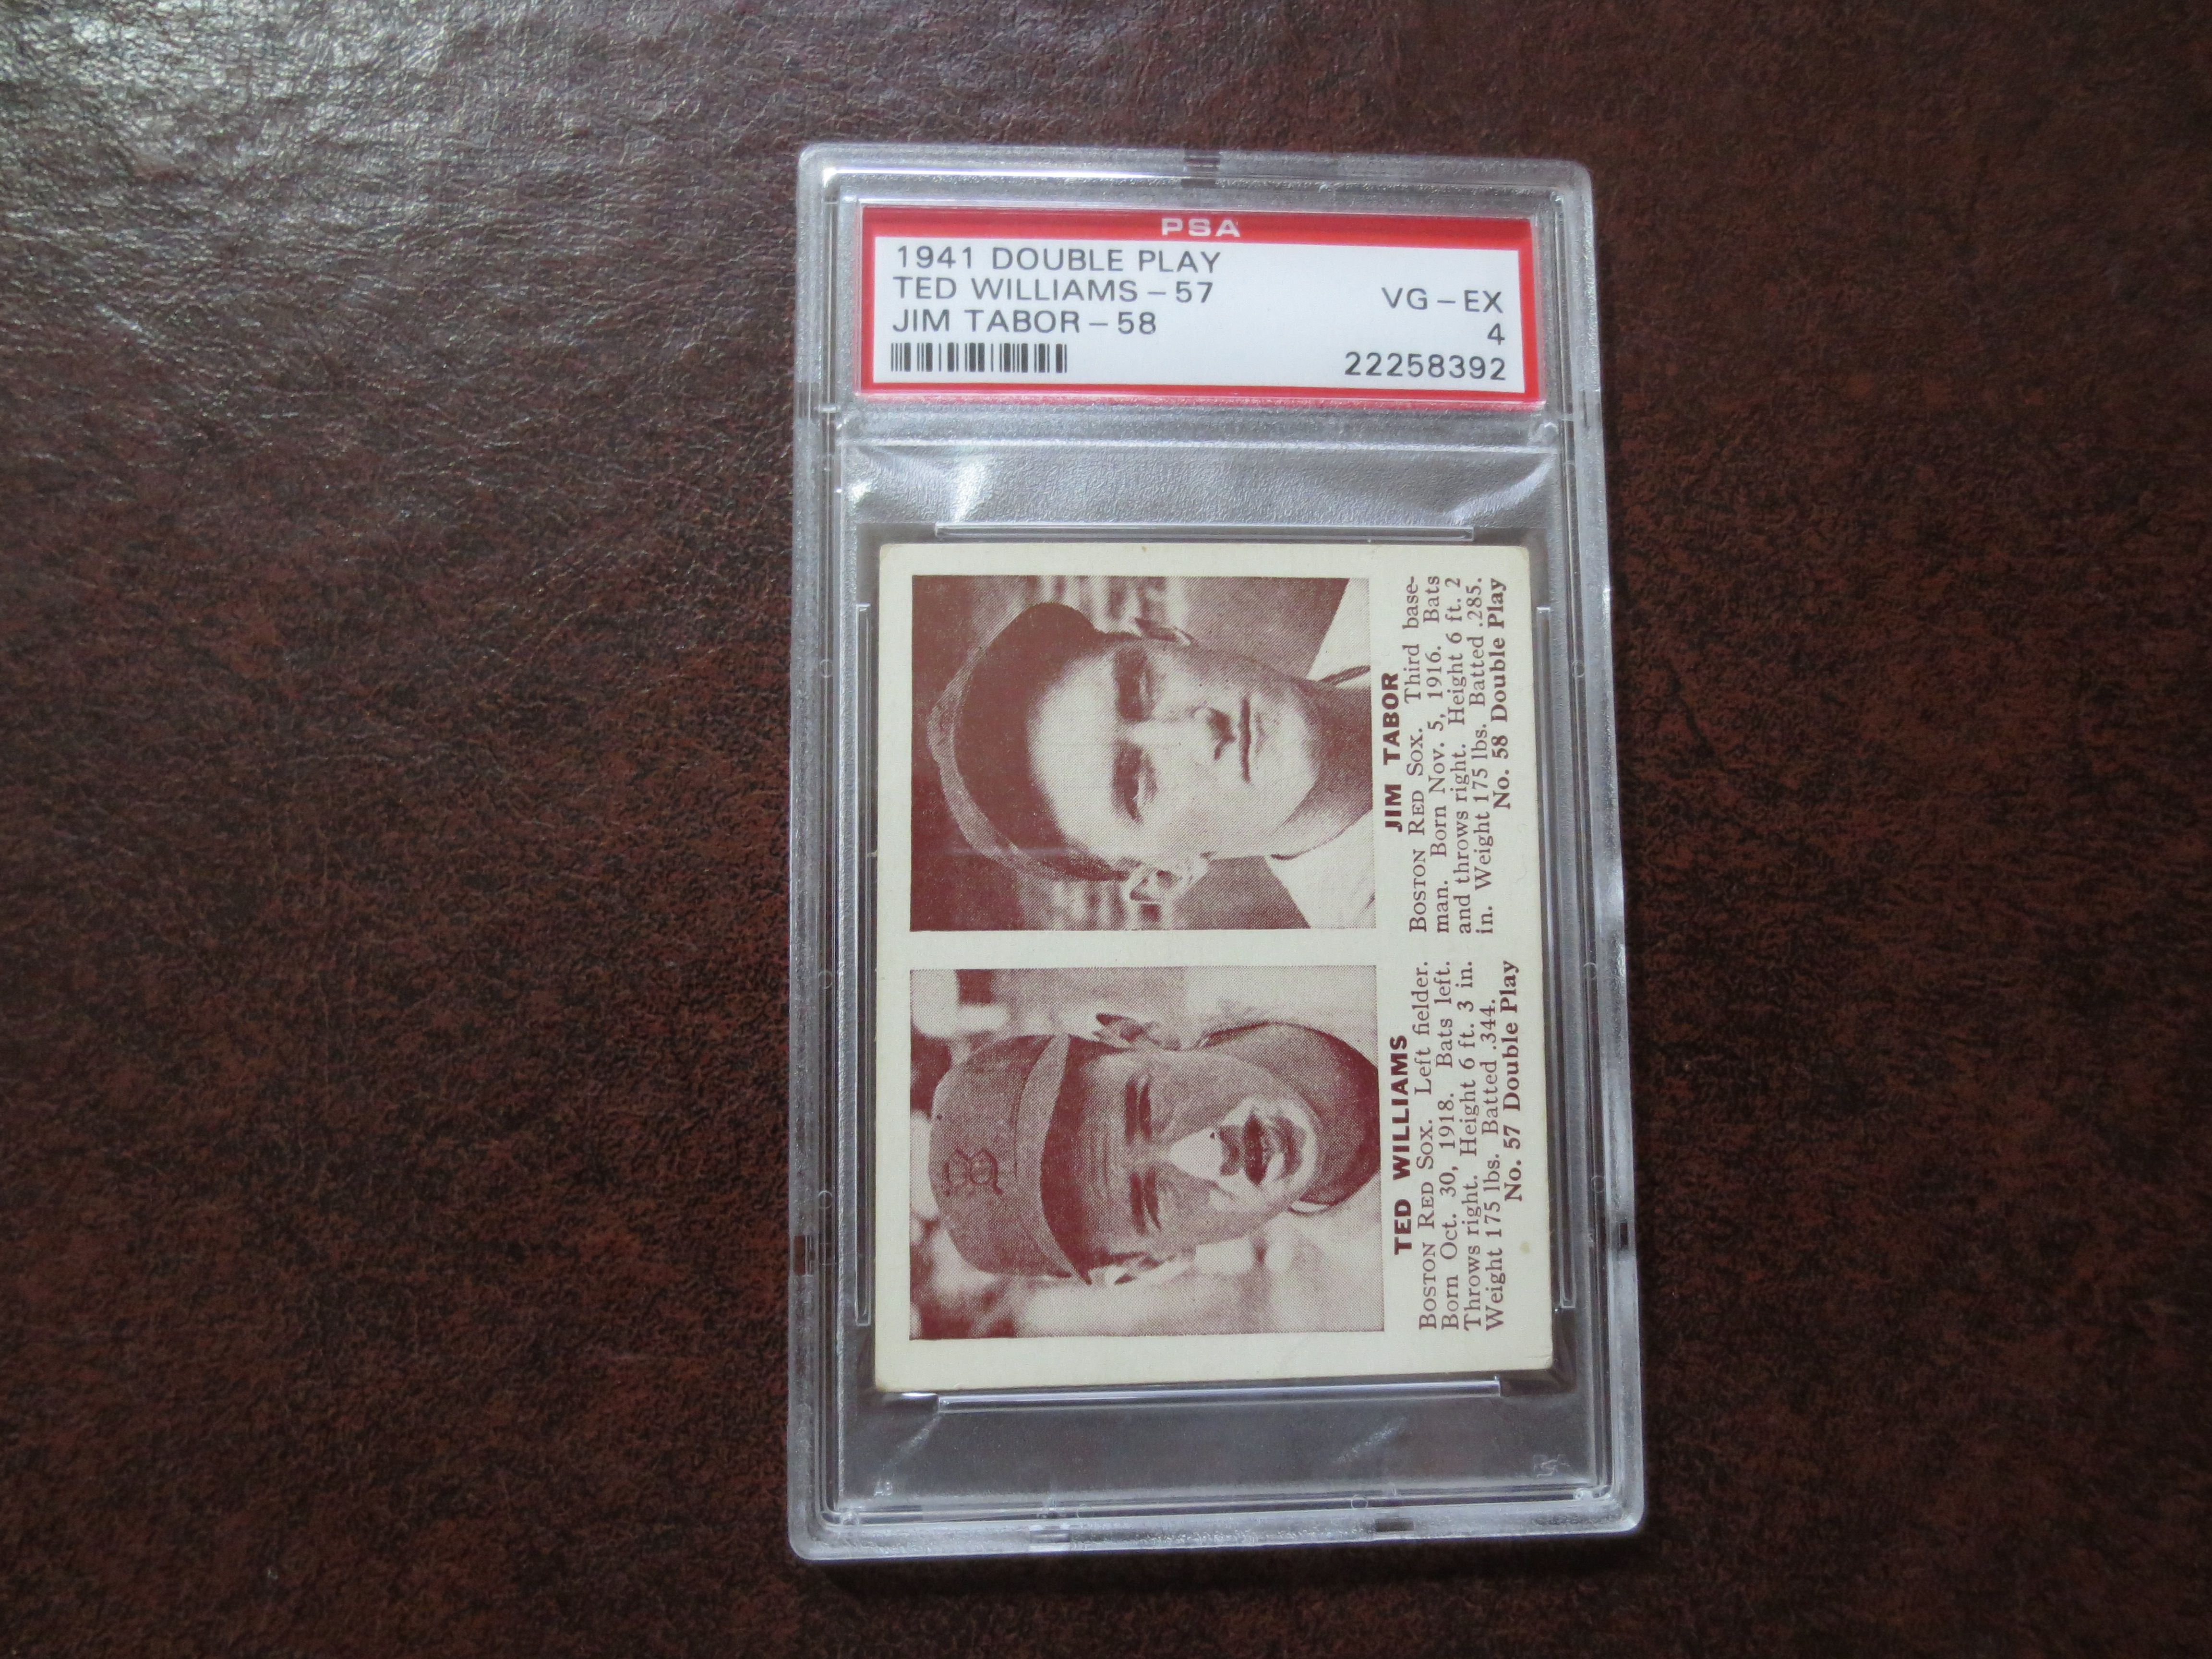 PSA
1941 DOUBLE PLAY
TED WILLIAMS – 57
JIM TABOR – 58
VG – EX
4
22258392
TED WILLIAMS
BOSTON RED SOX. Left fielder.
Born Oct. 30, 1918. Bats left.
Throws right. Height 6 ft. 3 in.
Weight 175 lbs. Batted .344.
No. 57 Double Play
JIM TABOR
BOSTON RED SOX. Third base-
man. Born Nov. 5, 1916. Bats
and throws right. Height 6 ft. 2
in. Weight 175 lbs. Batted .285.
No. 58 Double Play